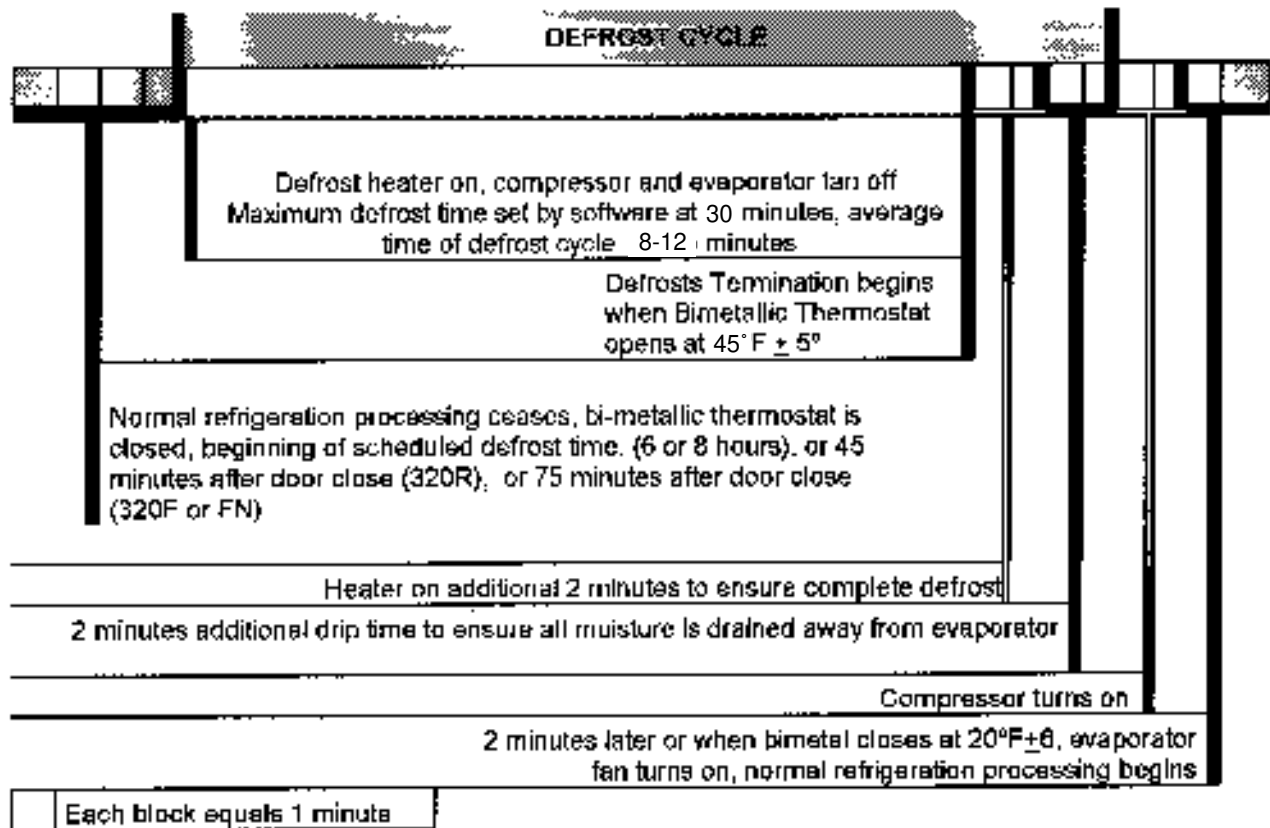 DEFROST CYCLE
Defrost heater on, compressor and evaporator fan off
Maximum defrost time set by software at 30 minutes, average
time of defrost cycle 8-12 minutes
Defrosts Termination begins
when Bimetallic Thermostat
opens at 45°F ± 5°
Normal refrigeration processing ceases, bi-metallic thermostat is
closed, beginning of scheduled defrost time. (6 or 8 hours). or 45
minutes after door close (320R), or 75 minutes after door close
(320F or FN)
Heater on additional 2 minutes to ensure complete defrost
2 minutes additional drip time to ensure all moisture is drained away from evaporator
Compressor turns on
2 minutes later or when bimetal closes at 20°F±6, evaporator
fan turns on, normal refrigeration processing begins
Each block equals 1 minute